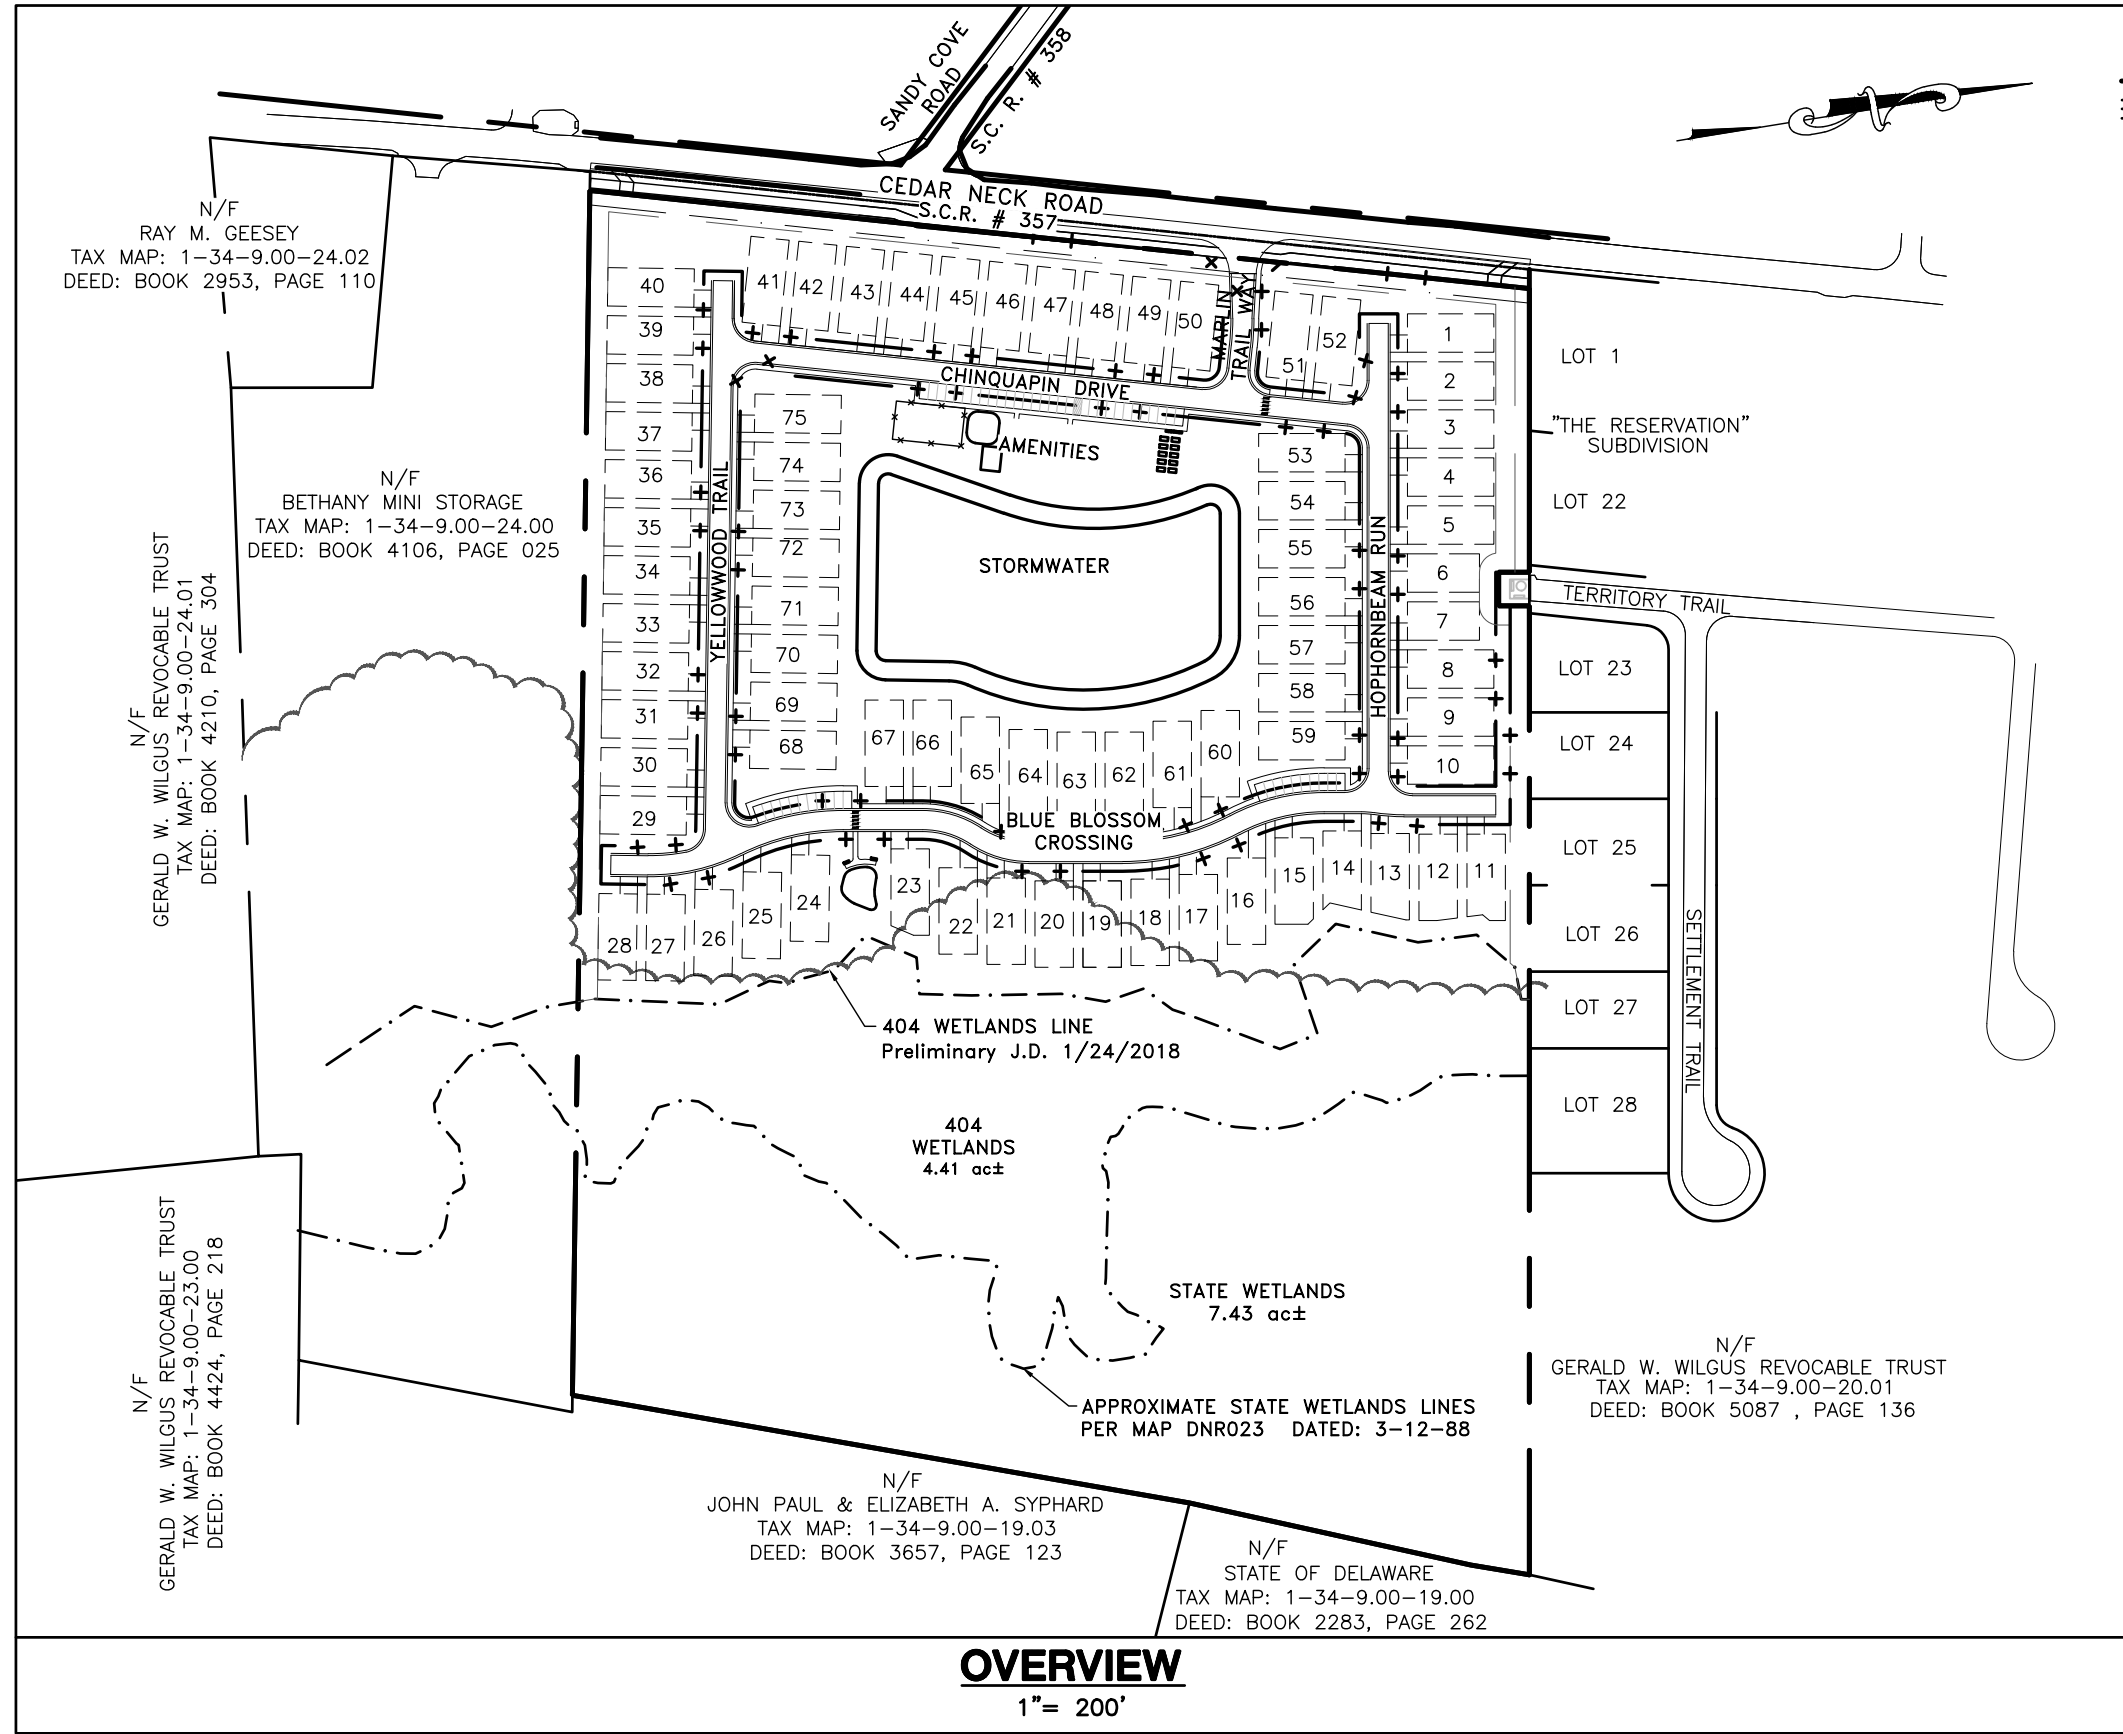 SANDY COVE
ROAD
S.C. R. # 358
CEDAR NECK ROAD
S.C.R. # 357
N/F
RAY M. GEESEY
TAX MAP: 1-34-9.00-24.02
DEED: BOOK 2953, PAGE 110
N/F
BETHANY MINI STORAGE
TAX MAP: 1-34-9.00-24.00
DEED: BOOK 4106, PAGE 025
N/F
GERALD W. WILGUS REVOCABLE TRUST
TAX MAP: 1-34-9.00-24.01
DEED: BOOK 4210, PAGE 304
N/F
GERALD W. WILGUS REVOCABLE TRUST
TAX MAP: 1-34-9.00-23.00
DEED: BOOK 4424, PAGE 218
40
39
38
37
36
35
34
33
32
31
30
29
YELLOWWOOD TRAIL
41
42
43
44
45
46
47
48
49
50
MARLIN
TRAIL WAY
51
52
CHINQUAPIN DRIVE
75
74
73
72
71
70
69
68
AMENITIES
STORMWATER
53
54
55
56
57
58
59
HOPHORNBEAM RUN
1
2
3
4
5
6
7
8
9
10
67
66
65
64
63
62
61
60
BLUE BLOSSOM
CROSSING
28
27
26
25
24
23
22
21
20
19
18
17
16
15
14
13
12
11
LOT 1
"THE RESERVATION"
SUBDIVISION
LOT 22
TERRITORY TRAIL
LOT 23
LOT 24
LOT 25
LOT 26
LOT 27
LOT 28
SETTLEMENT TRAIL
404 WETLANDS LINE
Preliminary J.D. 1/24/2018
404
WETLANDS
4.41 ac±
STATE WETLANDS
7.43 ac±
APPROXIMATE STATE WETLANDS LINES
PER MAP DNR023 DATED: 3-12-88
N/F
GERALD W. WILGUS REVOCABLE TRUST
TAX MAP: 1-34-9.00-20.01
DEED: BOOK 5087 , PAGE 136
N/F
JOHN PAUL & ELIZABETH A. SYPHARD
TAX MAP: 1-34-9.00-19.03
DEED: BOOK 3657, PAGE 123
N/F
STATE OF DELAWARE
TAX MAP: 1-34-9.00-19.00
DEED: BOOK 2283, PAGE 262
OVERVIEW
1"= 200'